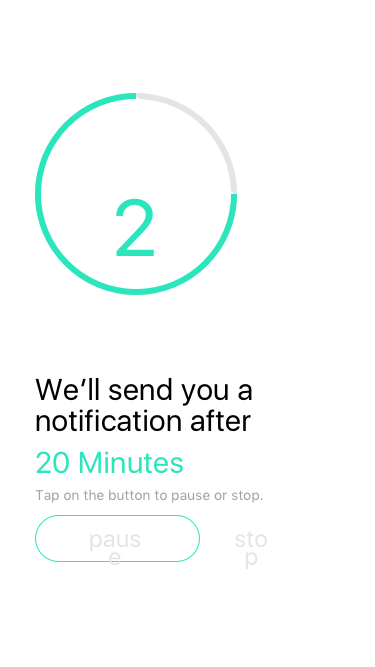 2
We’ll send you a
notification after
20 Minutes
Tap on the button to pause or stop.
paus
e
sto
p